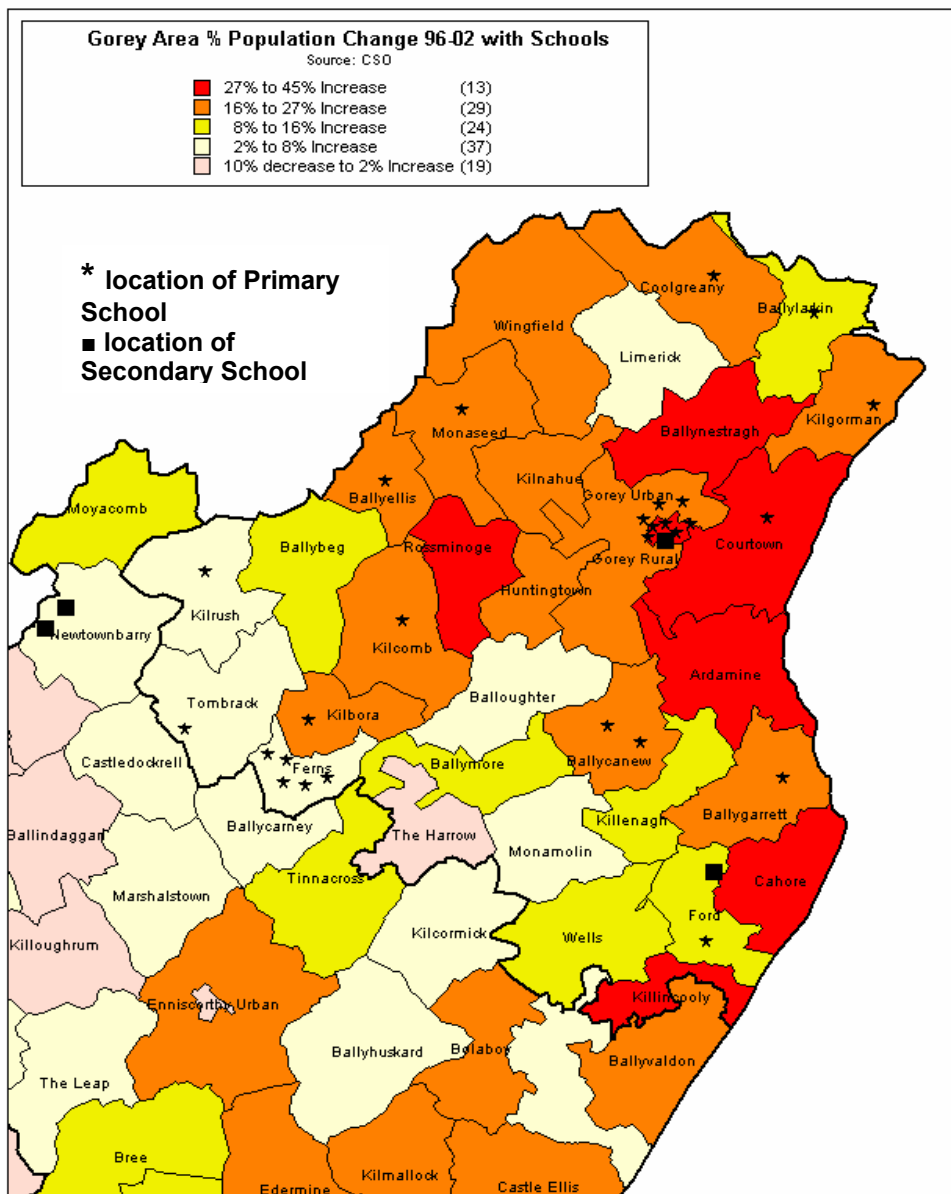 Gorey Area % Population Change 96-02 with Schools
Source: CSO
27% to 45% Increase (13)
16% to 27% Increase (29)
8% to 16% Increase (24)
2% to 8% Increase (37)
10% decrease to 2% Increase (19)
* location of Primary
School
■ location of
Secondary School
Coolgreany
Ballylarkin
Wingfield
Limerick
Kilgorman
Monaseed
Ballynestragh
Kilnahue
Ballyellis
Gorey Urban
Moyacomb
Courtown
Ballybeg
Rossminoge
Gorey Rural
Huntingtown
Kilrush
Newtownbarry
Kilcomb
Ardamine
Balloughter
Tombrack
Kilbora
Castledockrell
Ferns
Ballymore
Ballycanew
Ballygarrett
Killenagh
Ballycarney
The Harrow
Ballindaggan
Monamolin
Tinnacross
Cahore
Marshalstown
Ford
Kilcormick
Wells
Killoughrum
Enniscorthy Urban
Killincooly
Ballyhuskard
Bolaboy
Ballyvaldon
The Leap
Bree
Kilmallock
Edermine
Castle Ellis